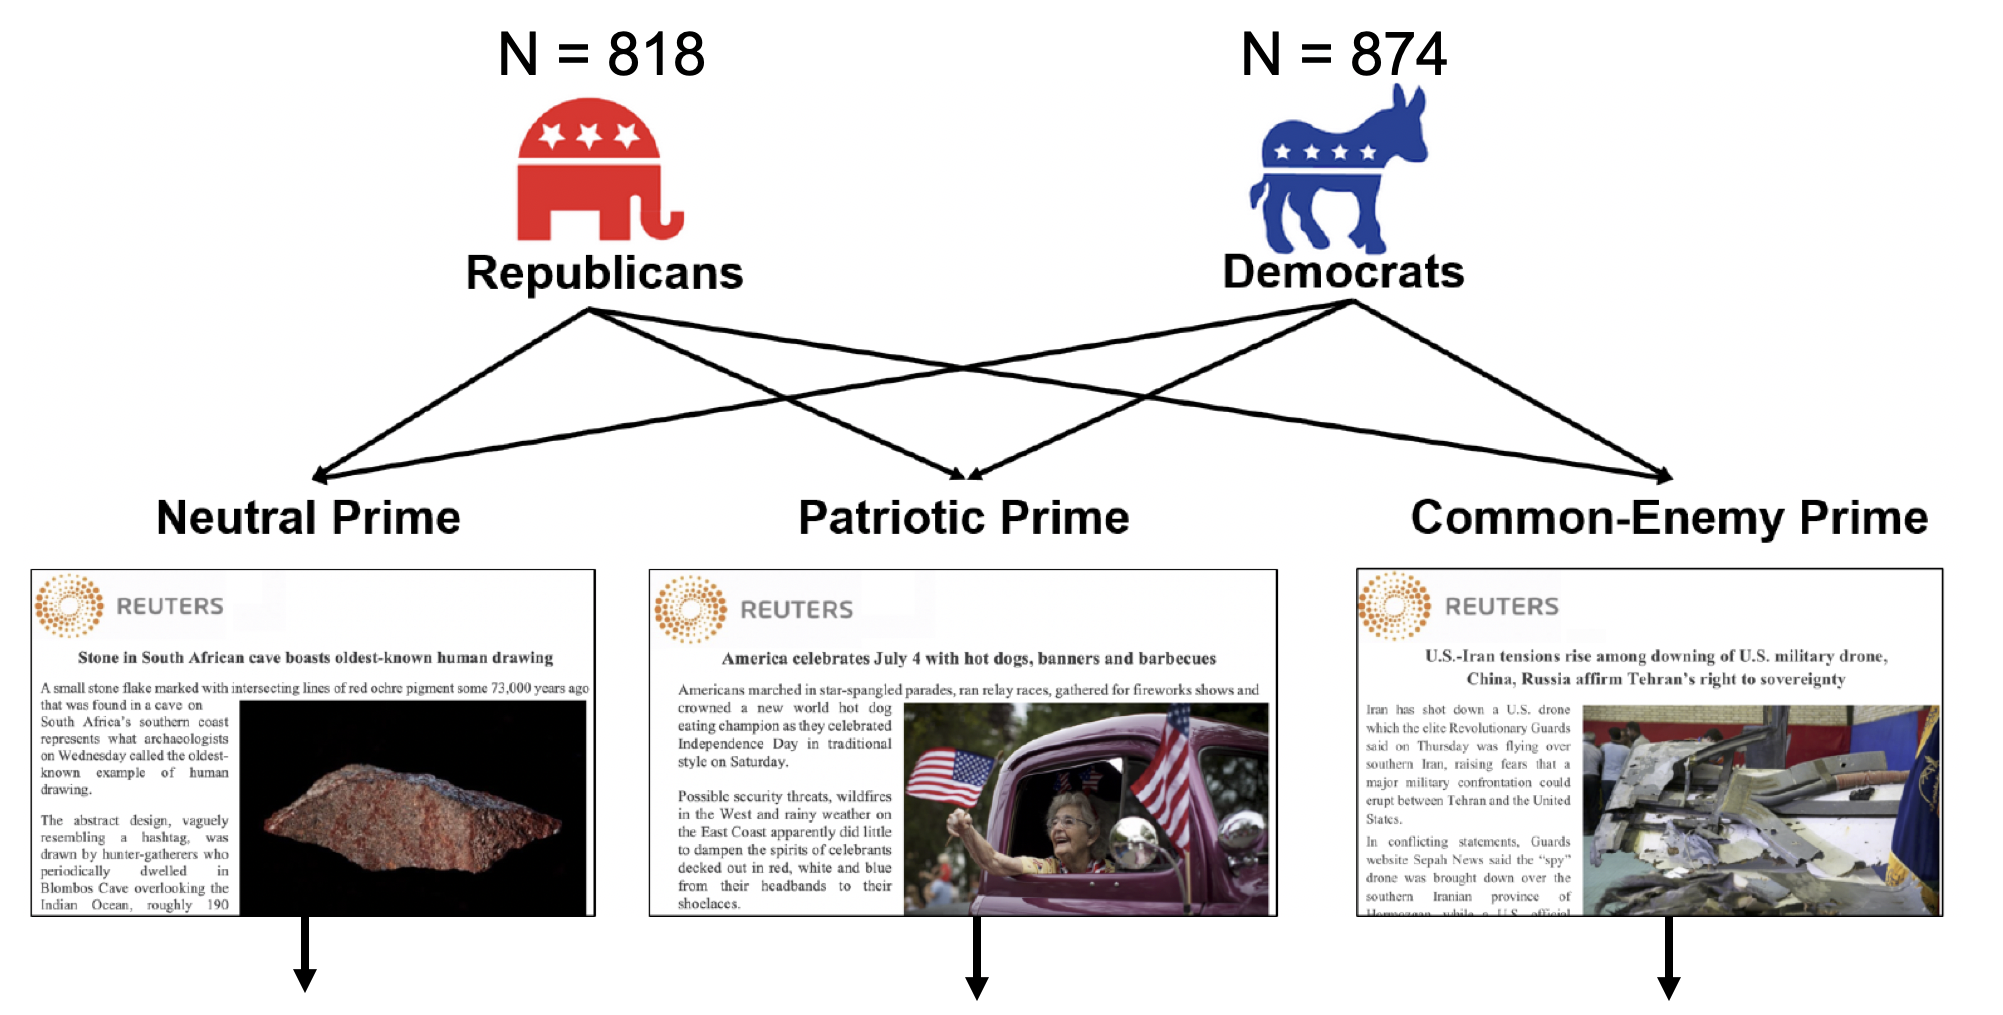 N = 818
N = 874
Republicans
Democrats
Neutral Prime
Patriotic Prime
Common-Enemy Prime
REUTERS
Stone in South African cave boasts oldest-known human drawing
A small stone flake marked with intersecting lines of red ochre pigment some 73,000 years ago
that was found in a cave on
South Africa's southern coast
represents what archaeologists
on Wednesday called the oldest-
known example of human
drawing.
The abstract design, vaguely
resembling a hashtag, was
drawn by hunter-gatherers who
periodically dwelled in
Blombos Cave overlooking the
Indian Ocean, roughly 190
REUTERS
America celebrates July 4 with hot dogs, banners and barbecues
Americans marched in star-spangled parades, ran relay races, gathered for fireworks shows and
crowned a new world hot dog
eating champion as they celebrated
Independence Day in traditional
style on Saturday.
Possible security threats, wildfires
in the West and rainy weather on
the East Coast apparently did little
to dampen the spirits of celebrants
decked out in red, white and blue
from their headbands to their
shoelaces.
REUTERS
U.S.-Iran tensions rise among downing of U.S. military drone,
China, Russia affirm Tehran's right to sovereignty
Iran has shot down a U.S. drone
which the elite Revolutionary Guards
said on Thursday was flying over
southern Iran, raising fears that a
major military confrontation could
erupt between Tehran and the United
States.
In conflicting statements, Guards
website Sepah News said the "spy"
drone was brought down over the
southern Iranian province of
Hormozgan, while a U.S. official